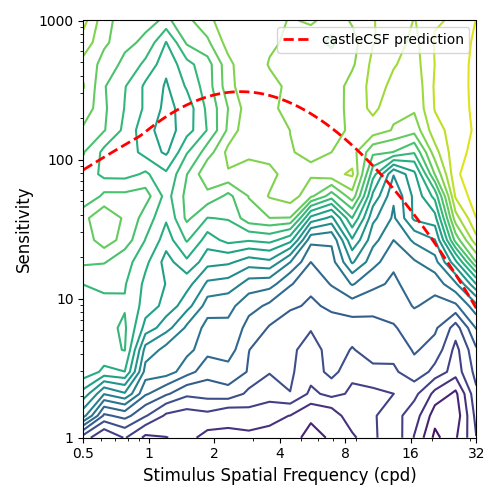 1000
castleCSF prediction
100
Sensitivity
10
1
0.5 1 2 4 8 16 32
Stimulus Spatial Frequency (cpd)